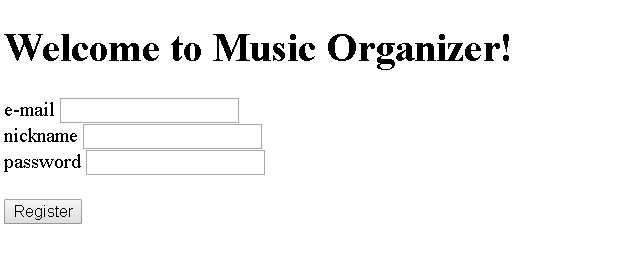 Welcome to Music Organizer!
e-mail
nickname
password
Register